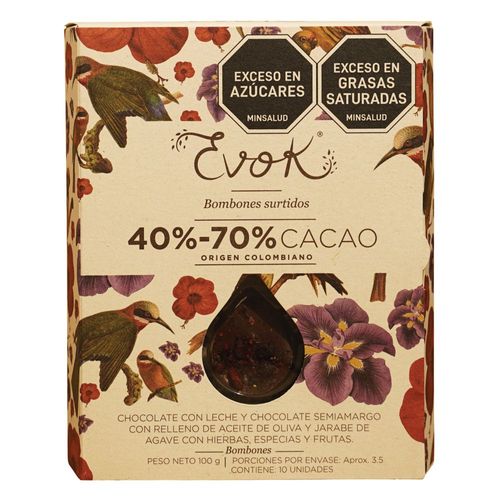 EXCESO EN
AZÚCARES
MINSALUD
EXCESO EN
GRASAS
SATURADAS
MINSALUD
Evok®
Bombones surtidos
40%-70% CACAO
ORIGEN COLOMBIANO
CHOCOLATE CON LECHE Y CHOCOLATE SEMIAMARGO
CON RELLENO DE ACEITE DE OLIVA Y JARABE DE
AGAVE CON HIERBAS, ESPECIAS Y FRUTAS.
Bombones
PESO NETO 100 g PORCIONES POR ENVASE: Aprox. 3.5
CONTIENE: 10 UNIDADES